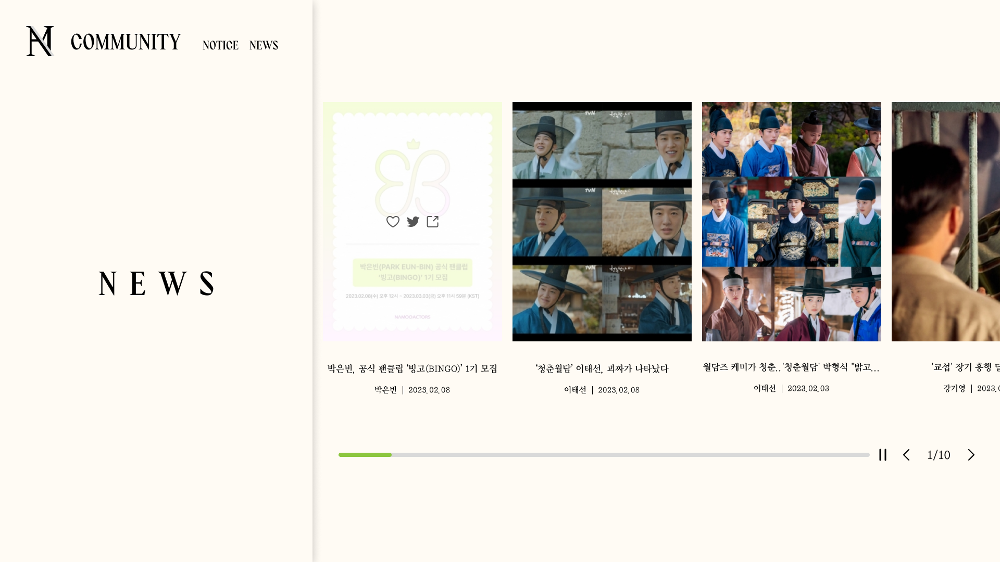 COMMUNITY NOTICE NEWS
NEWS
박은빈(PARK EUN-BIN) 공식 팬클럽
'빙고(BINGO)' 1기 모집
2023.02.08(수) 오후 12시 ~ 2023.03.03(금) 오후 11시 59분 (KST)
NAMOOACTORS
tvN
tvN
tvN
박은빈, 공식 팬클럽 ‘빙고(BINGO)’ 1기 모집
박은빈 | 2023.02.08
‘청춘월담’ 이태선, 괴짜가 나타났다
이태선 | 2023.02.08
월담즈 케미가 청춘..'청춘월담' 박형식 "밝고...
이태선 | 2023.02.03
'교섭' 장기 흥행
강기영 | 2023.
1/10